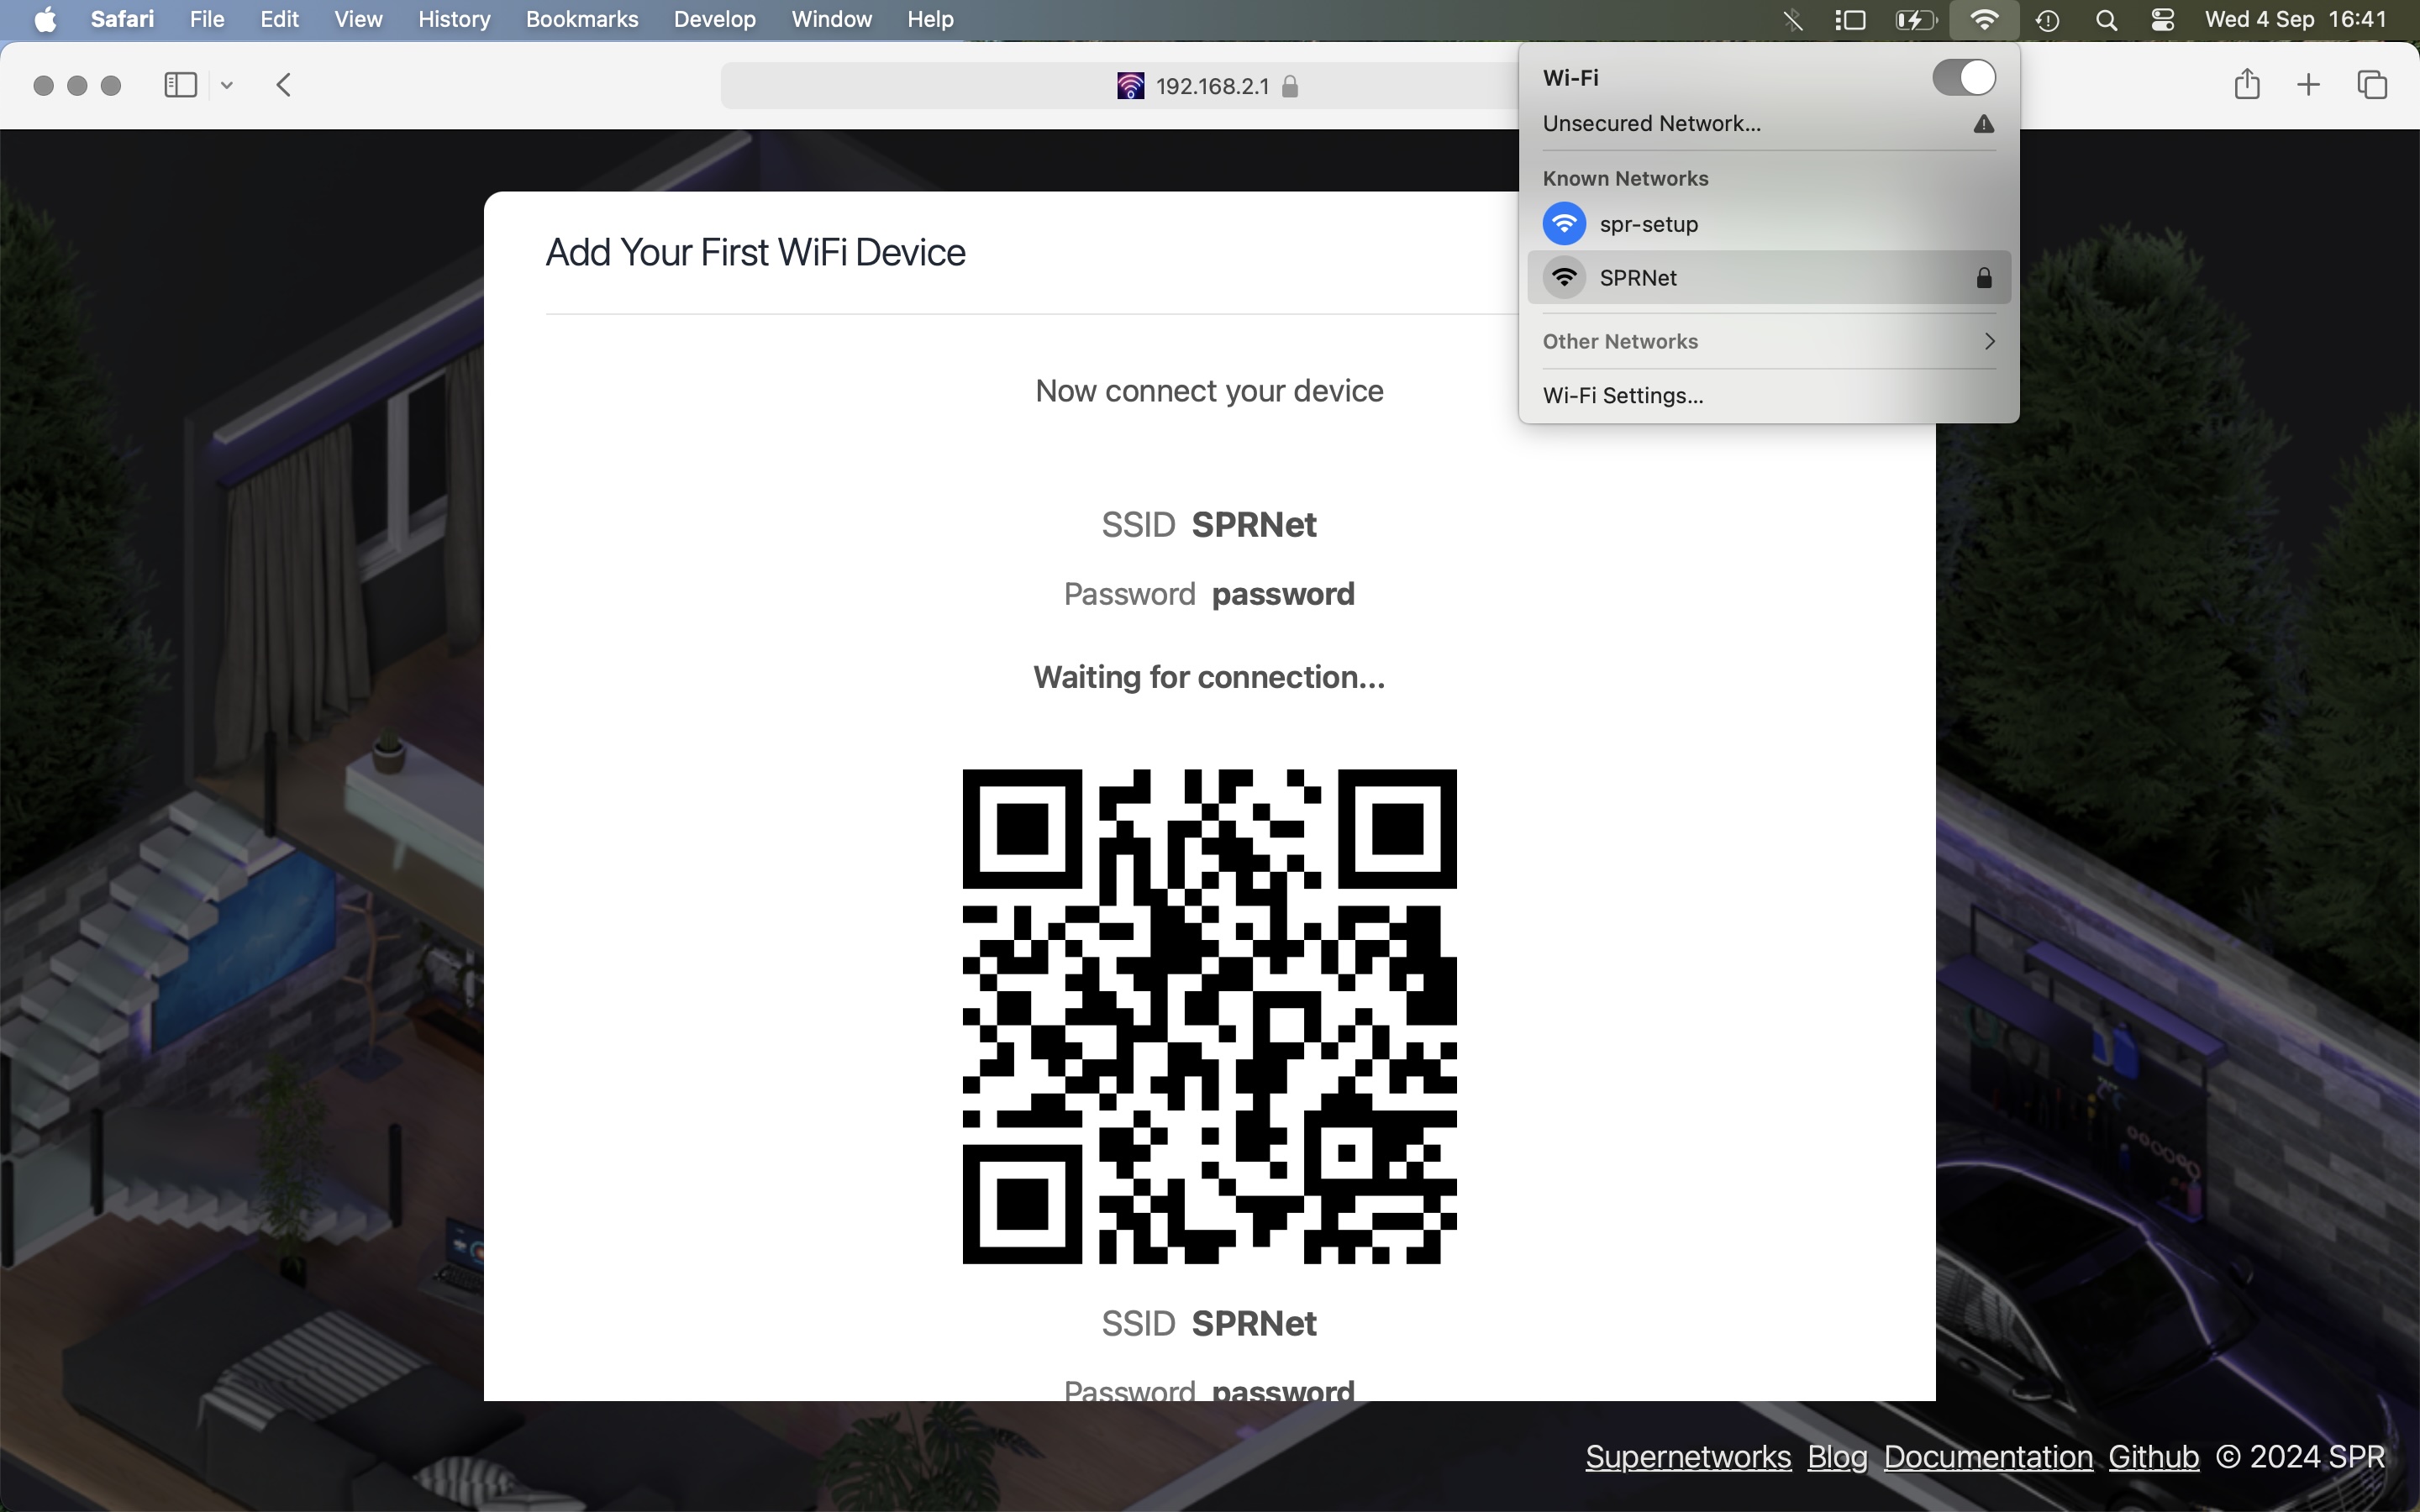 Safari File Edit View History Bookmarks Develop Window Help Wed 4 Sep 16:41
192.168.2.1
Wi-Fi
Unsecured Network...
Known Networks
spr-setup
SPRNet
Other Networks
Wi-Fi Settings...
Add Your First WiFi Device
Now connect your device
SSID SPRNet
Password password
Waiting for connection...
SSID SPRNet
Password password
Supernetworks Blog Documentation Github © 2024 SPR